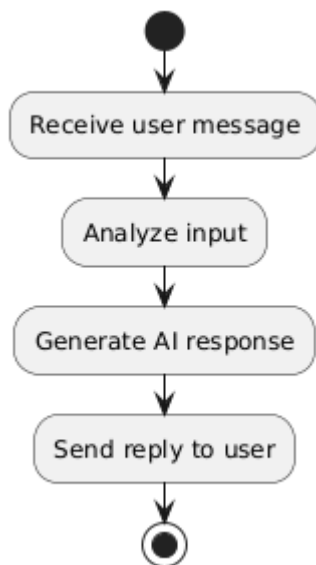 Receive user message
Analyze input
Generate AI response
Send reply to user